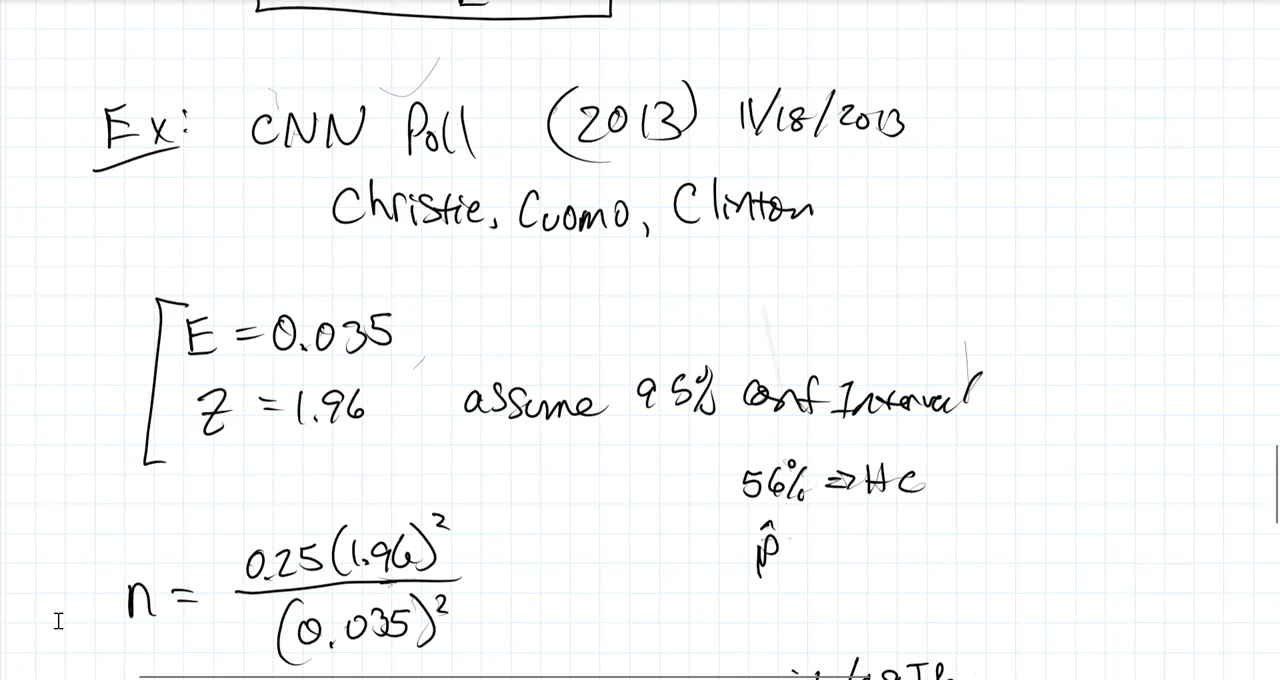 Ex: CNN Poll (2013) 11/18/2013
Christie, Cuomo, Clinton
E = 0.035
Z = 1.96 assume 95% conf Interval
56% ⇒ HC
p̂
n = 0.25(1.96)² / (0.035)²